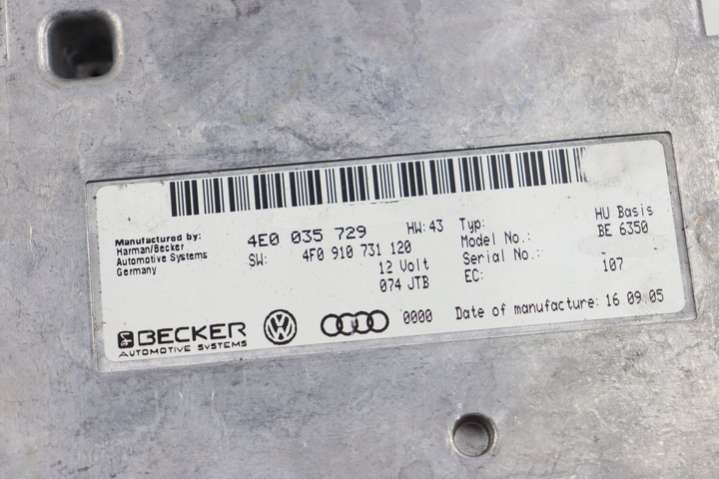 4E0 035 729 HW:43
SW: 4F0 910 731 120
12 Volt
074 JTB
Manufactured by:
Harman/Becker
Automotive Systems
Germany
Typ: HU Basis
Model No.: BE 6350
Serial No.: -
EC: 107
BECKER
AUTOMOTIVE SYSTEMS
0000
Date of manufacture: 16 09 05